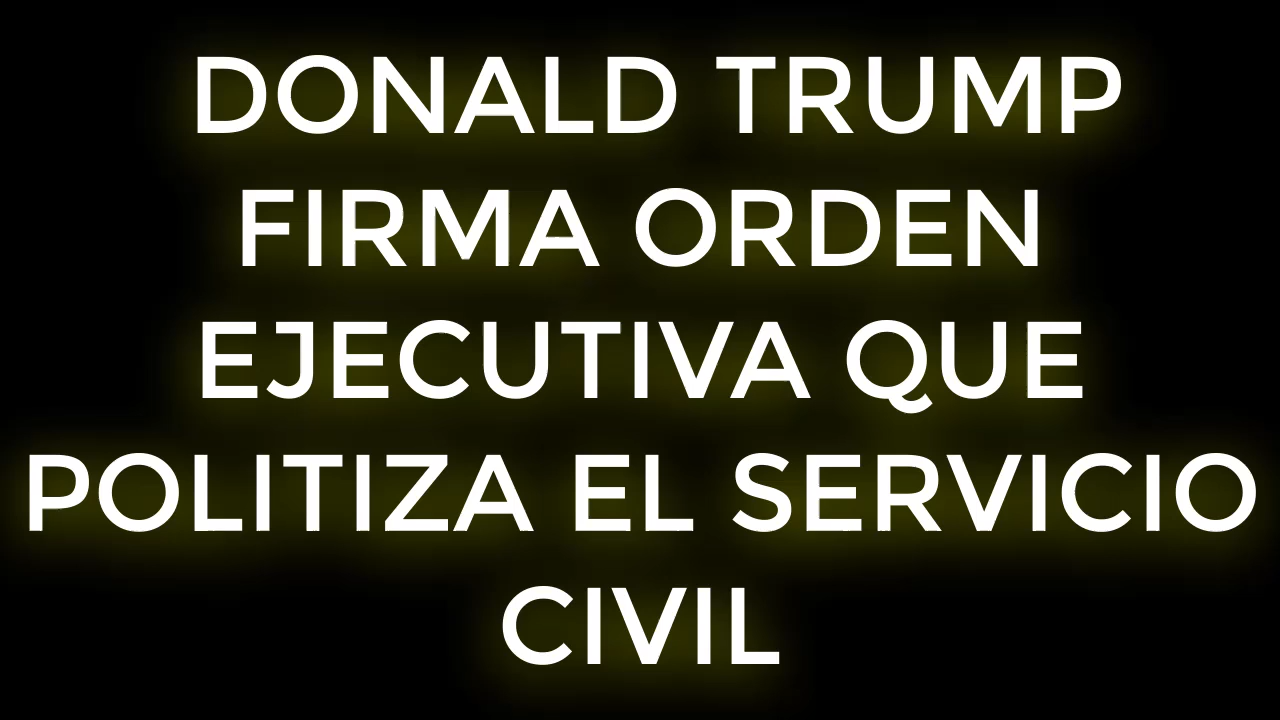 DONALD TRUMP
FIRMA ORDEN
EJECUTIVA QUE
POLITIZA EL SERVICIO
CIVIL